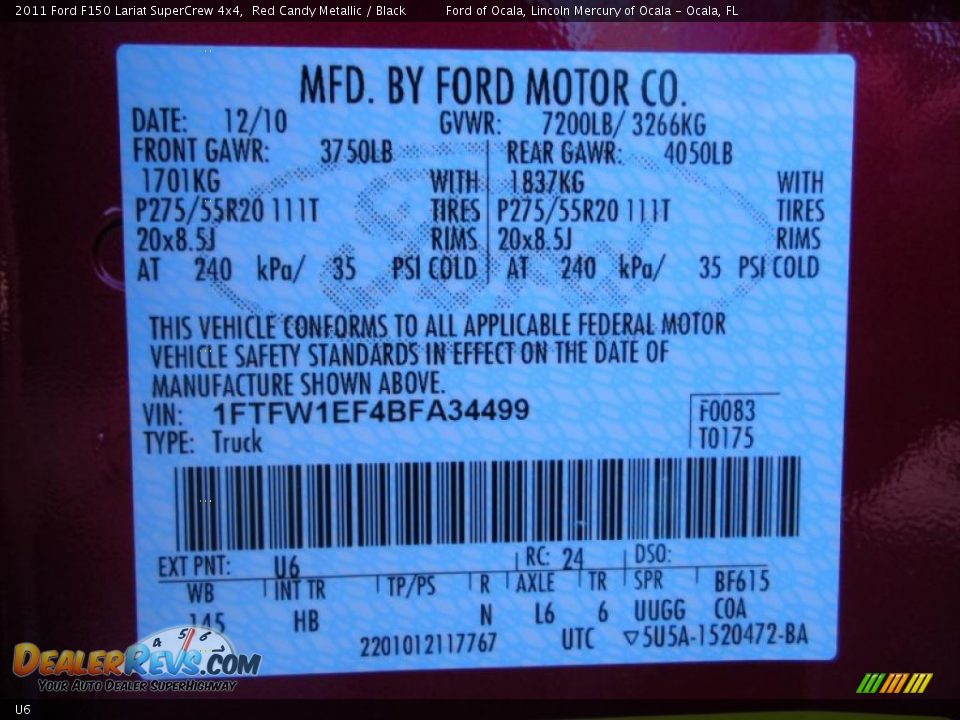 2011 Ford F150 Lariat SuperCrew 4x4, Red Candy Metallic / Black Ford of Ocala, Lincoln Mercury of Ocala - Ocala, FL
MFD. BY FORD MOTOR CO.
DATE: 12/10 GVWR: 7200LB/ 3266KG
FRONT GAWR: 3750LB REAR GAWR: 4050LB
1701KG WITH 1837KG WITH
P275/55R20 111T TIRES P275/55R20 111T TIRES
20x8.5J RIMS 20x8.5J RIMS
AT 240 kPa/ 35 PSI COLD AT 240 kPa/ 35 PSI COLD
THIS VEHICLE CONFORMS TO ALL APPLICABLE FEDERAL MOTOR
VEHICLE SAFETY STANDARDS IN EFFECT ON THE DATE OF
MANUFACTURE SHOWN ABOVE.
VIN: 1FTFW1EF4BFA34499 F0083
TYPE: Truck T0175
EXT PNT: U6 RC: 24 DSO:
WB INT TR TP/PS R AXLE TR SPR BF615
145 HB N L6 6 UUGG COA
2201012117767 UTC ▽5U5A-1520472-BA
4 5 6
DEALERREVS.COM
YOUR AUTO DEALER SUPERHIGHWAY
U6